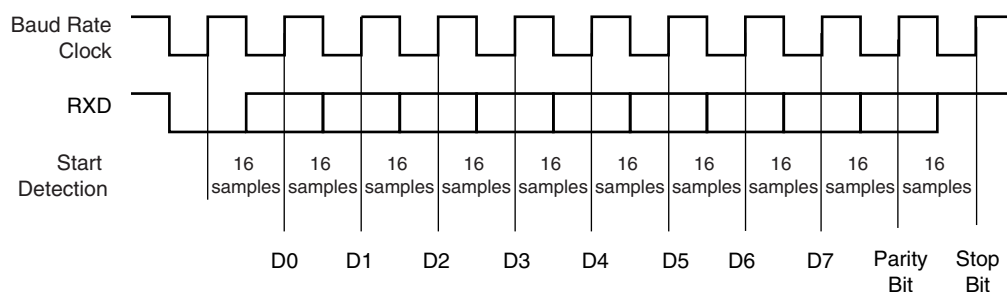 Baud Rate
Clock
RXD
Start
Detection
16 16 16 16 16 16 16 16 16 16
samples samples samples samples samples samples samples samples samples samples
D0 D1 D2 D3 D4 D5 D6 D7 Parity Stop
Bit Bit